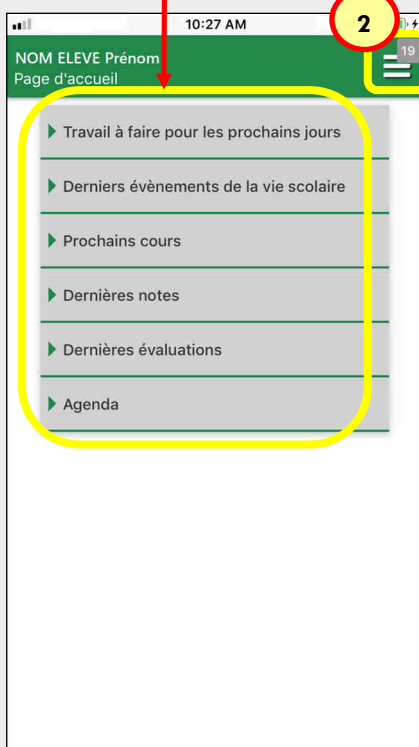 10:27 AM
2
NOM ELEVE Prénom
19
Page d'accueil
Travail à faire pour les prochains jours
Derniers évènements de la vie scolaire
Prochains cours
Dernières notes
Dernières évaluations
Agenda